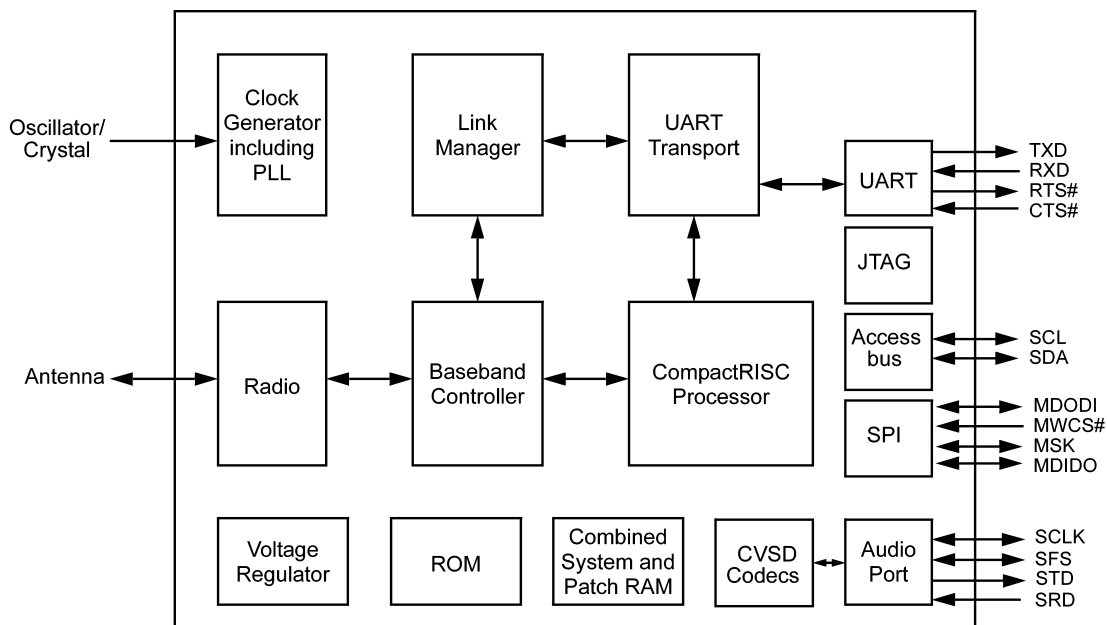 Oscillator/
Crystal
Clock
Generator
including
PLL
Link
Manager
UART
Transport
UART
TXD
RXD
RTS#
CTS#
JTAG
Antenna
Radio
Baseband
Controller
CompactRISC
Processor
Access
bus
SCL
SDA
SPI
MDODI
MWCS#
MSK
MDIDO
Voltage
Regulator
ROM
Combined
System and
Patch RAM
CVSD
Codecs
Audio
Port
SCLK
SFS
STD
SRD